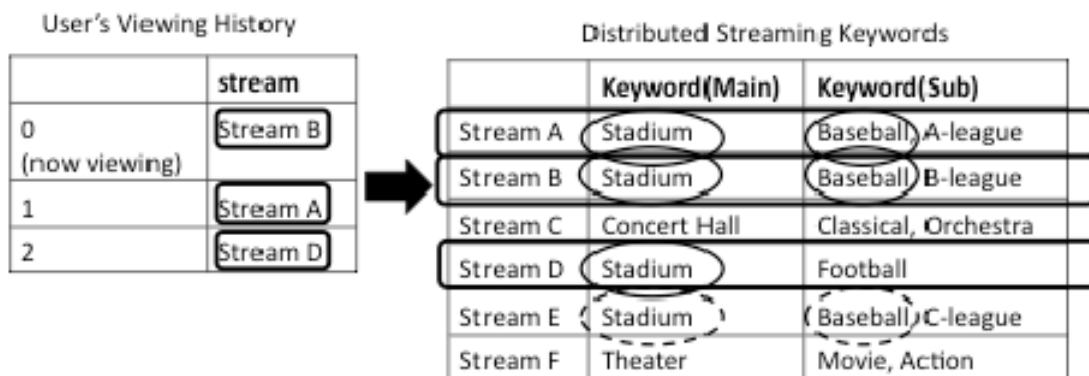 User's Viewing History
stream
0 Stream B
(now viewing)
1 Stream A
2 Stream D
Distributed Streaming Keywords
Keyword(Main) Keyword(Sub)
Stream A Stadium Baseball, A-league
Stream B Stadium Baseball, B-league
Stream C Concert Hall Classical, Orchestra
Stream D Stadium Football
Stream E Stadium Baseball, C-league
Stream F Theater Movie, Action